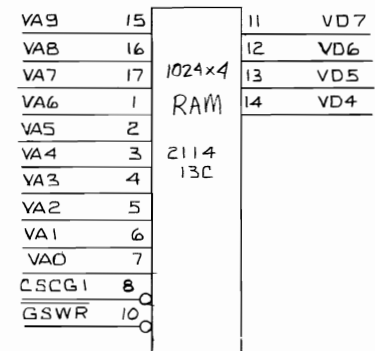 VA9 15 11 VD7
VA8 16 12 VD6
VA7 17 1024x4 13 VD5
VA6 1 RAM 14 VD4
VA5 2
VA4 3 2114
VA3 4 13C
VA2 5
VA1 6
VA0 7
CSCG1 8
GSWR 10